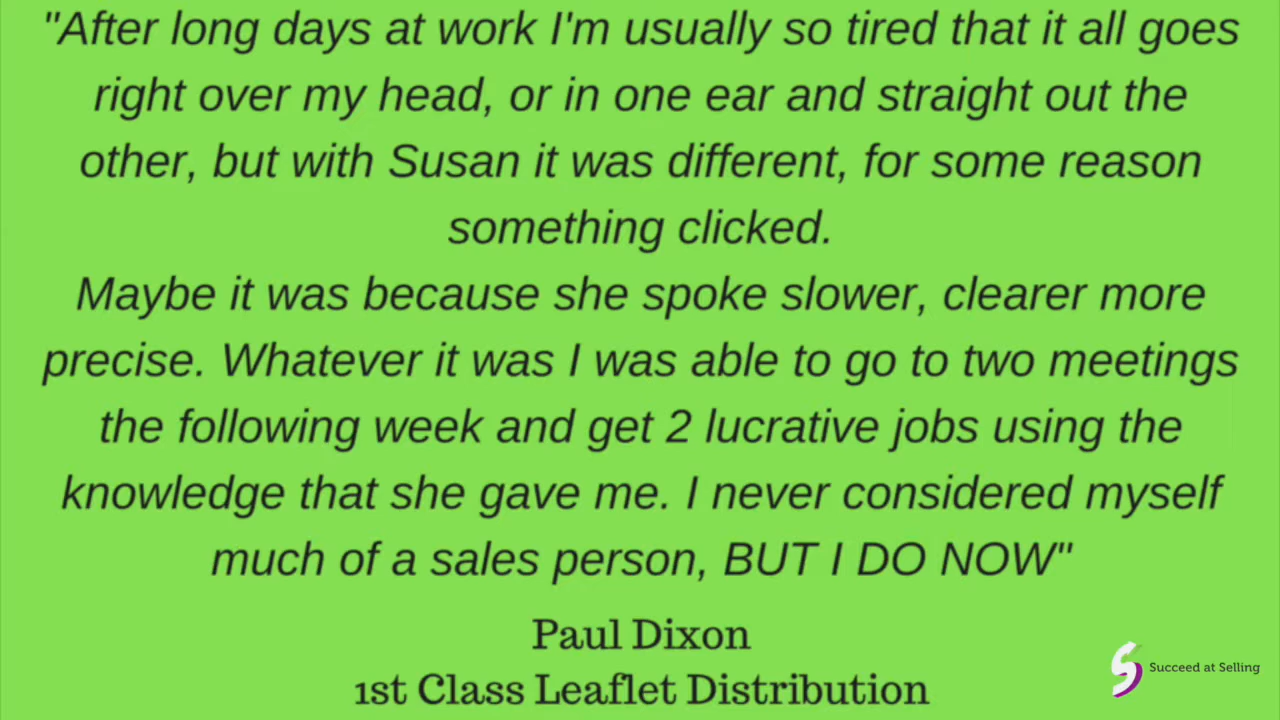 "After long days at work I'm usually so tired that it all goes
right over my head, or in one ear and straight out the
other, but with Susan it was different, for some reason
something clicked.
Maybe it was because she spoke slower, clearer more
precise. Whatever it was I was able to go to two meetings
the following week and get 2 lucrative jobs using the
knowledge that she gave me. I never considered myself
much of a sales person, BUT I DO NOW"
Paul Dixon
1st Class Leaflet Distribution
Succeed at Selling